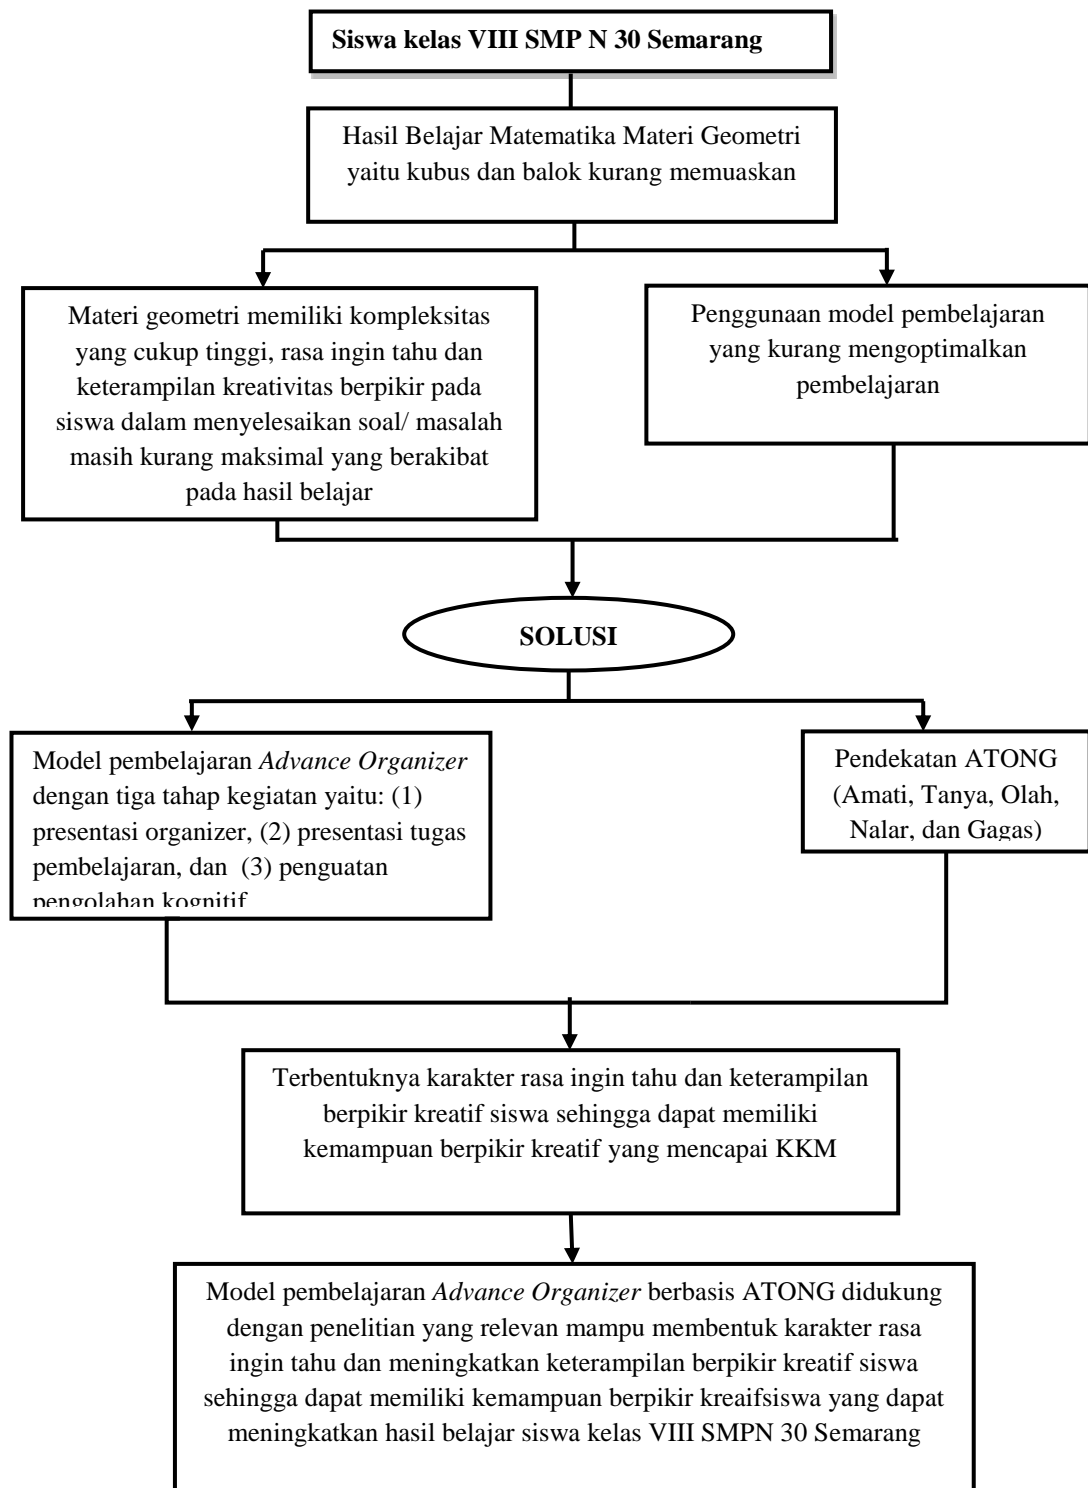 Siswa kelas VIII SMP N 30 Semarang
Hasil Belajar Matematika Materi Geometri
yaitu kubus dan balok kurang memuaskan
Materi geometri memiliki kompleksitas
yang cukup tinggi, rasa ingin tahu dan
keterampilan kreativitas berpikir pada
siswa dalam menyelesaikan soal/ masalah
masih kurang maksimal yang berakibat
pada hasil belajar
Penggunaan model pembelajaran
yang kurang mengoptimalkan
pembelajaran
SOLUSI
Model pembelajaran Advance Organizer
dengan tiga tahap kegiatan yaitu: (1)
presentasi organizer, (2) presentasi tugas
pembelajaran, dan  (3) penguatan
pengolahan kognitif
Pendekatan ATONG
(Amati, Tanya, Olah,
Nalar, dan Gagas)
Terbentuknya karakter rasa ingin tahu dan keterampilan
berpikir kreatif siswa sehingga dapat memiliki
kemampuan berpikir kreatif yang mencapai KKM
Model pembelajaran Advance Organizer berbasis ATONG didukung
dengan penelitian yang relevan mampu membentuk karakter rasa
ingin tahu dan meningkatkan keterampilan berpikir kreatif siswa
sehingga dapat memiliki kemampuan berpikir kreaifsiswa yang dapat
meningkatkan hasil belajar siswa kelas VIII SMPN 30 Semarang